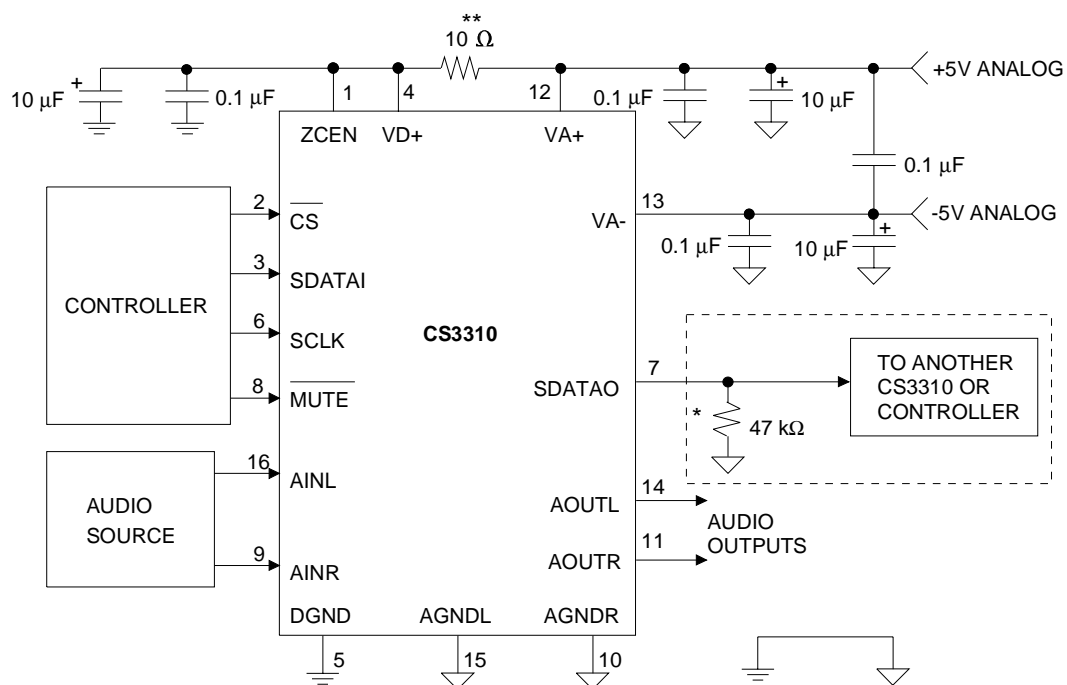 **
10 Ω
+
10 µF
0.1 µF
1
4
12
0.1 µF
+
10 µF
+5V ANALOG
ZCEN
VD+
VA+
0.1 µF
2
CS
13
VA-
-5V ANALOG
0.1 µF
10 µF
+
3
SDATAI
CONTROLLER
6
SCLK
CS3310
8
MUTE
7
SDATAO
*
47 kΩ
TO ANOTHER
CS3310 OR
CONTROLLER
16
AINL
AUDIO
SOURCE
9
AINR
14
AOUTL
AUDIO
OUTPUTS
11
AOUTR
DGND
AGNDL
AGNDR
5
15
10